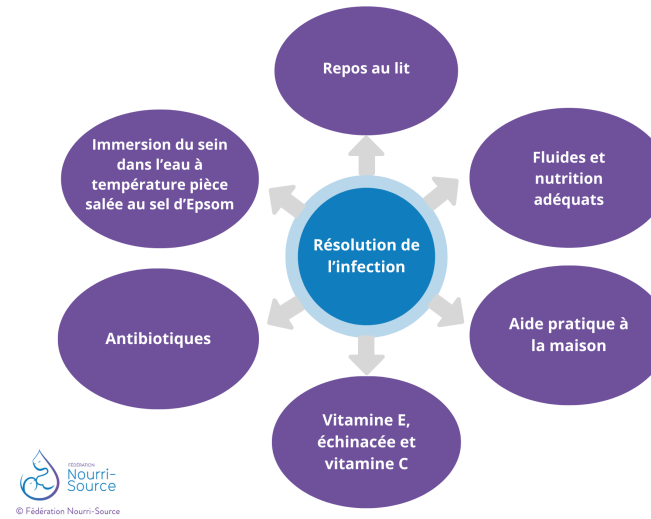 Repos au lit
Immersion du sein
dans l’eau à
température pièce
salée au sel d’Epsom
Fluides et
nutrition
adéquats
Résolution de
l’infection
Antibiotiques
Aide pratique à
la maison
Vitamine E,
échinacée et
vitamine C
FÉDÉRATION
Nourri-
Source
© Fédération Nourri-Source